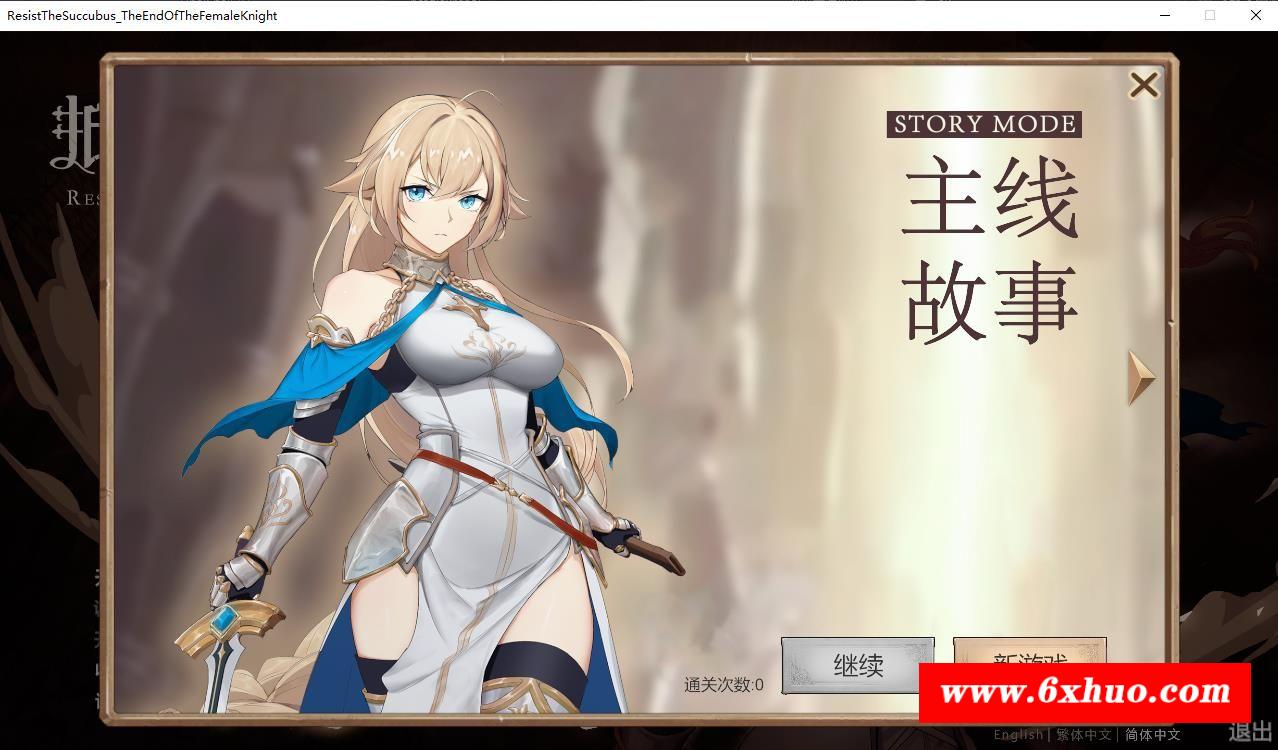 ResistTheSuccubus_TheEndOfTheFemaleKnight
STORY MODE
主线
故事
RES
继续
新游戏
通关次数:0
www.6xhuo.com
English | 繁体中文 | 简体中文
退出